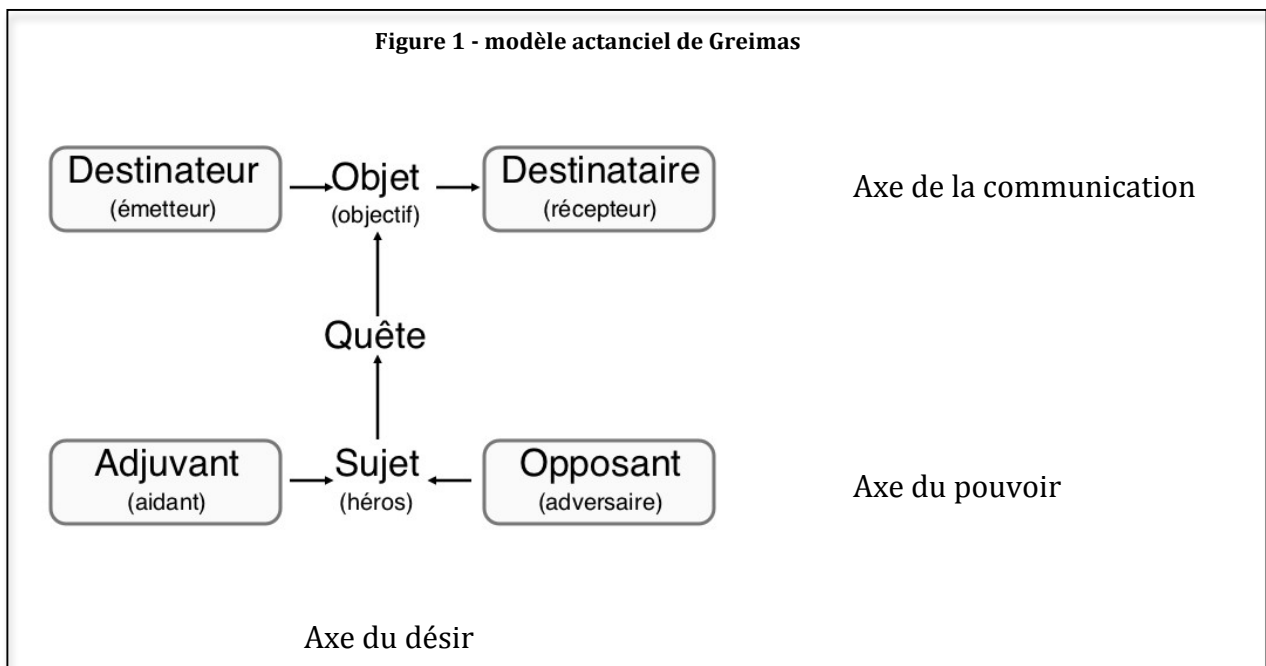 Figure 1 - modèle actanciel de Greimas
Destinateur
(émetteur)
Objet
(objectif)
Destinataire
(récepteur)
Axe de la communication
Quête
Adjuvant
(aidant)
Sujet
(héros)
Opposant
(adversaire)
Axe du pouvoir
Axe du désir